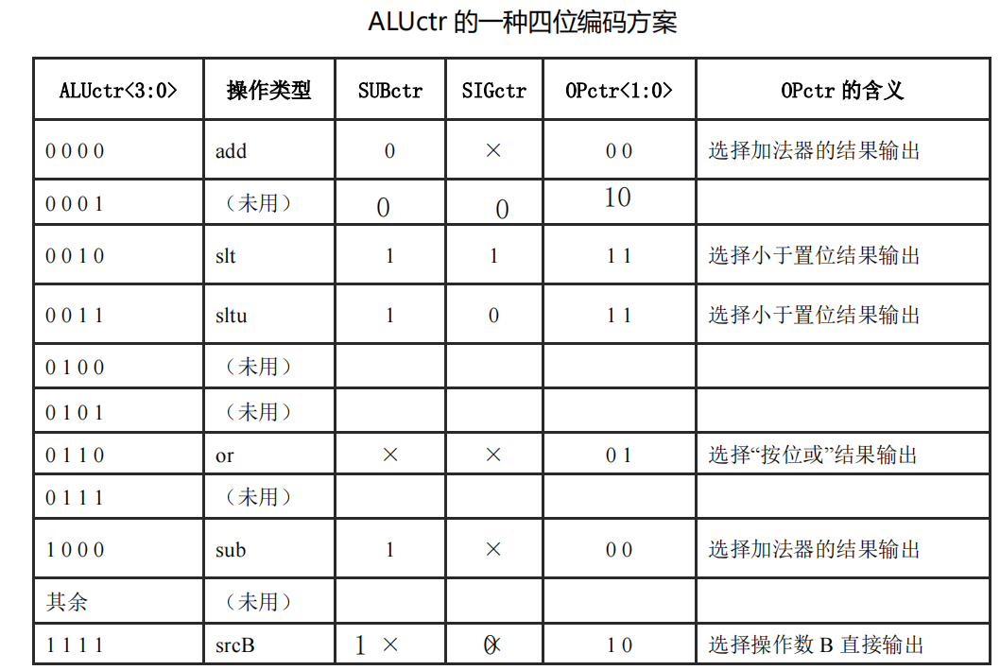 ALUctr 的一种四位编码方案
ALUctr<3:0> 操作类型 SUBctr SIGctr OPctr<1:0> OPctr 的含义
0 0 0 0 add 0 × 0 0 选择加法器的结果输出
0 0 0 1 （未用） 0 0 10
0 0 1 0 slt 1 1 1 1 选择小于置位结果输出
0 0 1 1 sltu 1 0 1 1 选择小于置位结果输出
0 1 0 0 （未用）
0 1 0 1 （未用）
0 1 1 0 or × × 0 1 选择“按位或”结果输出
0 1 1 1 （未用）
1 0 0 0 sub 1 × 0 0 选择加法器的结果输出
其余 （未用）
1 1 1 1 srcB 1 × 0× 1 0 选择操作数 B 直接输出